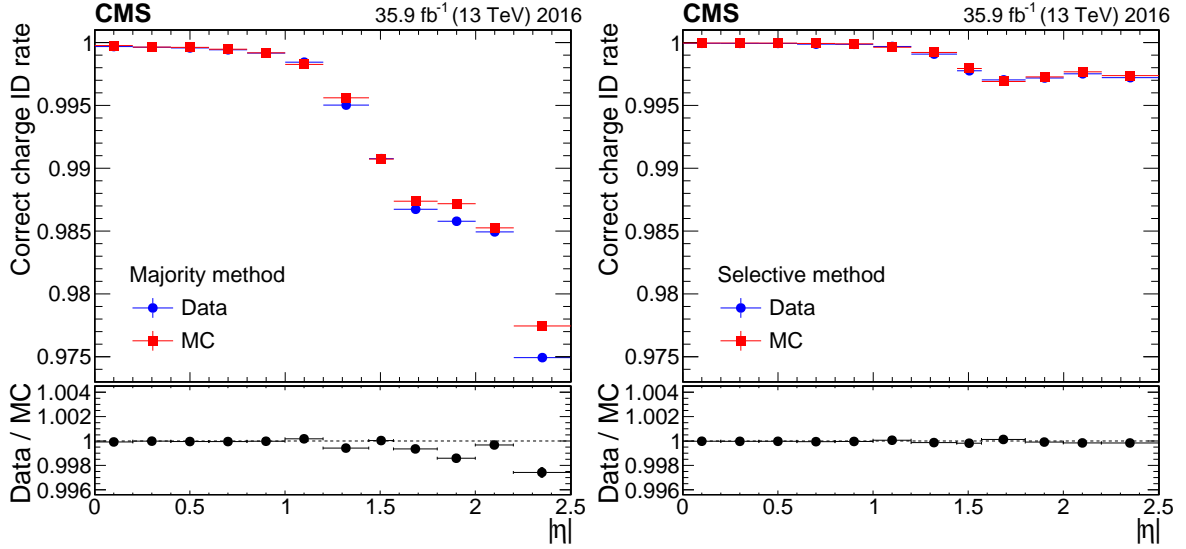 CMS 35.9 fb⁻¹ (13 TeV) 2016
Correct charge ID rate
1
0.995
0.99
0.985
0.98
0.975
Majority method
Data
MC
Data / MC
1.004
1.002
1
0.998
0.996
0 0.5 1 1.5 2 2.5
|η|
CMS 35.9 fb⁻¹ (13 TeV) 2016
Correct charge ID rate
1
0.995
0.99
0.985
0.98
0.975
Selective method
Data
MC
Data / MC
1.004
1.002
1
0.998
0.996
0 0.5 1 1.5 2 2.5
|η|